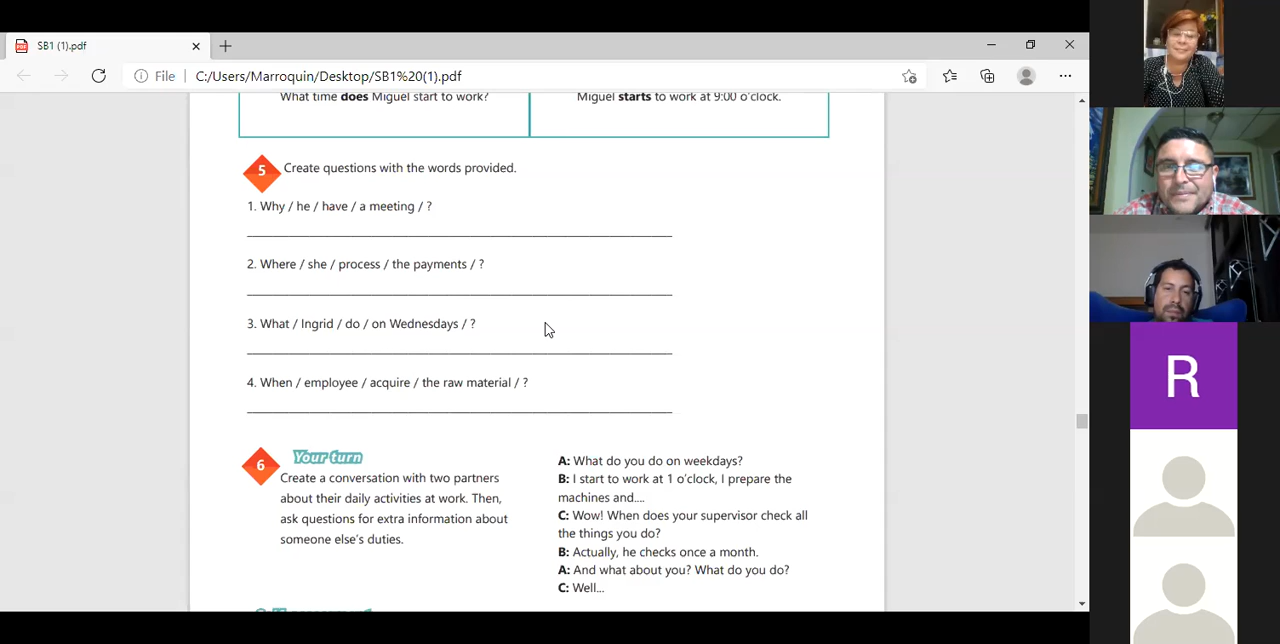 SB1 (1).pdf
File
C:/Users/Marroquin/Desktop/SB1%20(1).pdf
What time does Miguel start to work?
Miguel starts to work at 9:00 o'clock.
5
Create questions with the words provided.
1. Why / he / have / a meeting / ?
2. Where / she / process / the payments / ?
3. What / Ingrid / do / on Wednesdays / ?
4. When / employee / acquire / the raw material / ?
6
Your turn
Create a conversation with two partners
about their daily activities at work. Then,
ask questions for extra information about
someone else's duties.
A: What do you do on weekdays?
B: I start to work at 1 o'clock, I prepare the
machines and....
C: Wow! When does your supervisor check all
the things you do?
B: Actually, he checks once a month.
A: And what about you? What do you do?
C: Well...
R